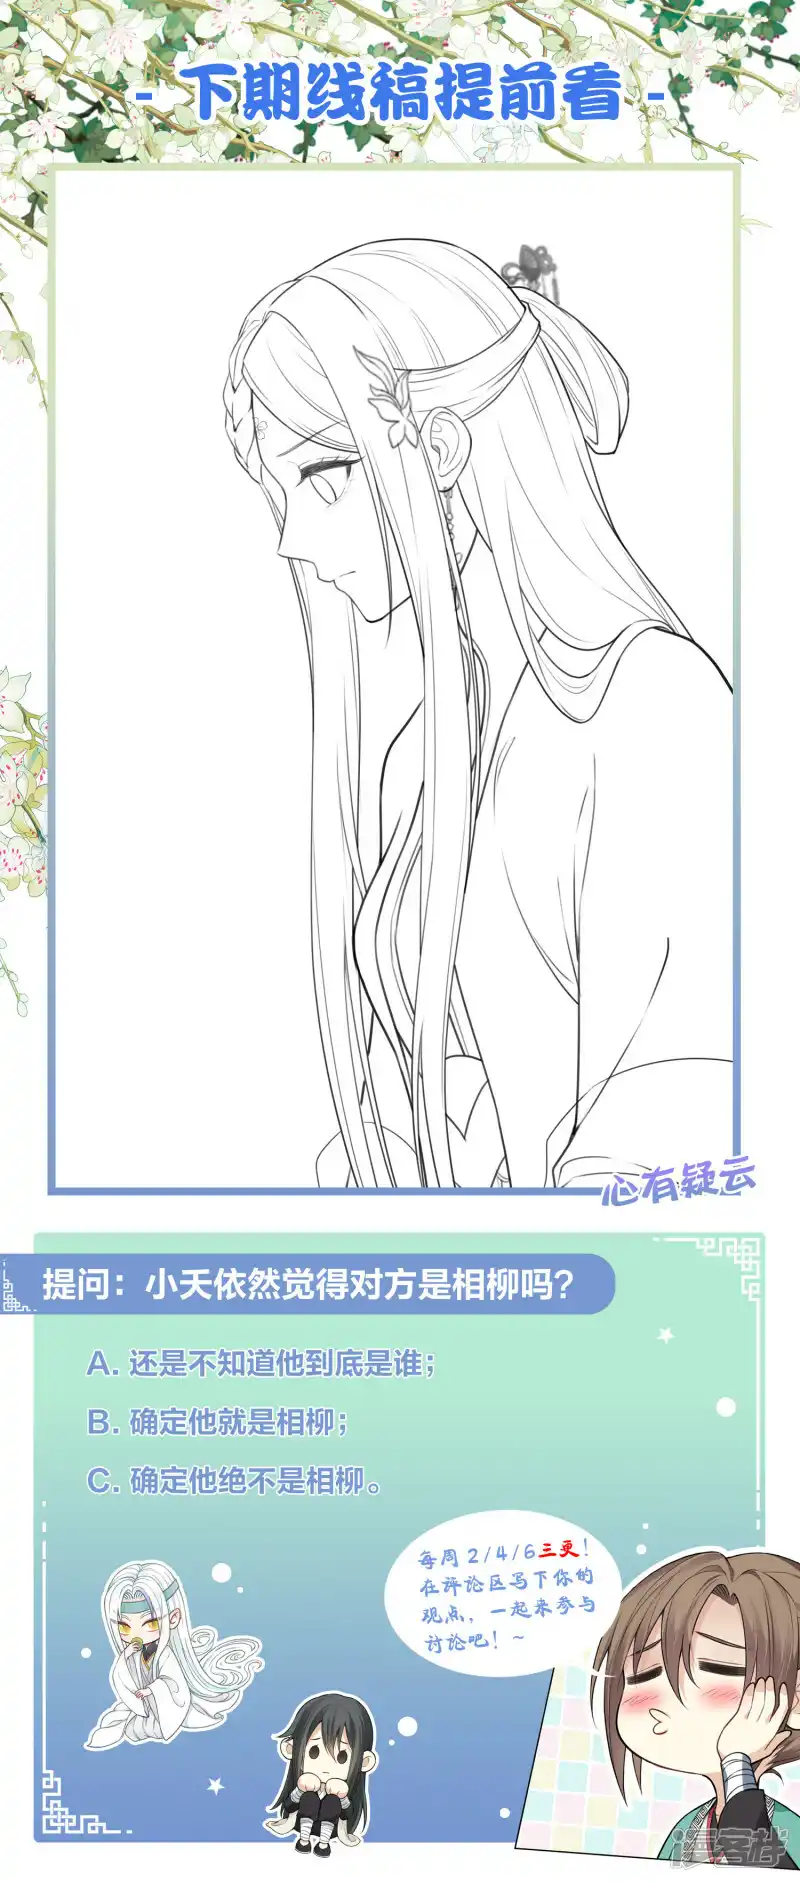 - 下期线稿提前看 -
心有疑云
提问：小夭依然觉得对方是相柳吗？
A. 还是不知道他到底是谁；
B. 确定他就是相柳；
C. 确定他绝不是相柳。
每周 2/4/6三更！
在评论区写下你的
观点，一起来参与
讨论吧！~
漫客栈